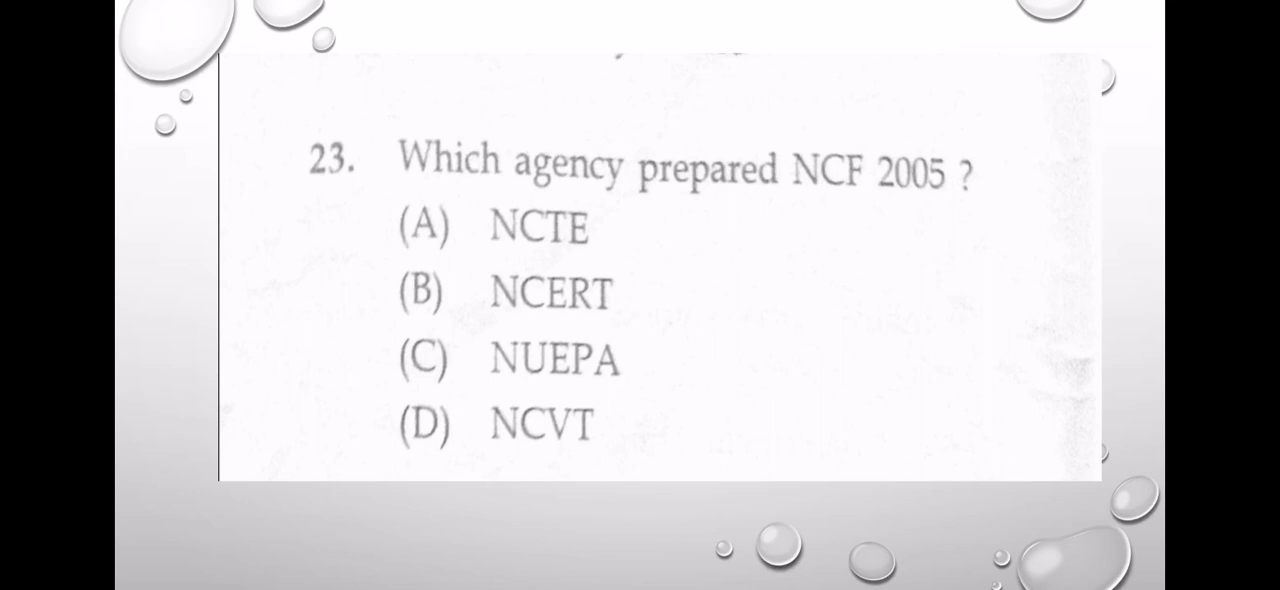 23. Which agency prepared NCF 2005 ?
(A) NCTE
(B) NCERT
(C) NUEPA
(D) NCVT